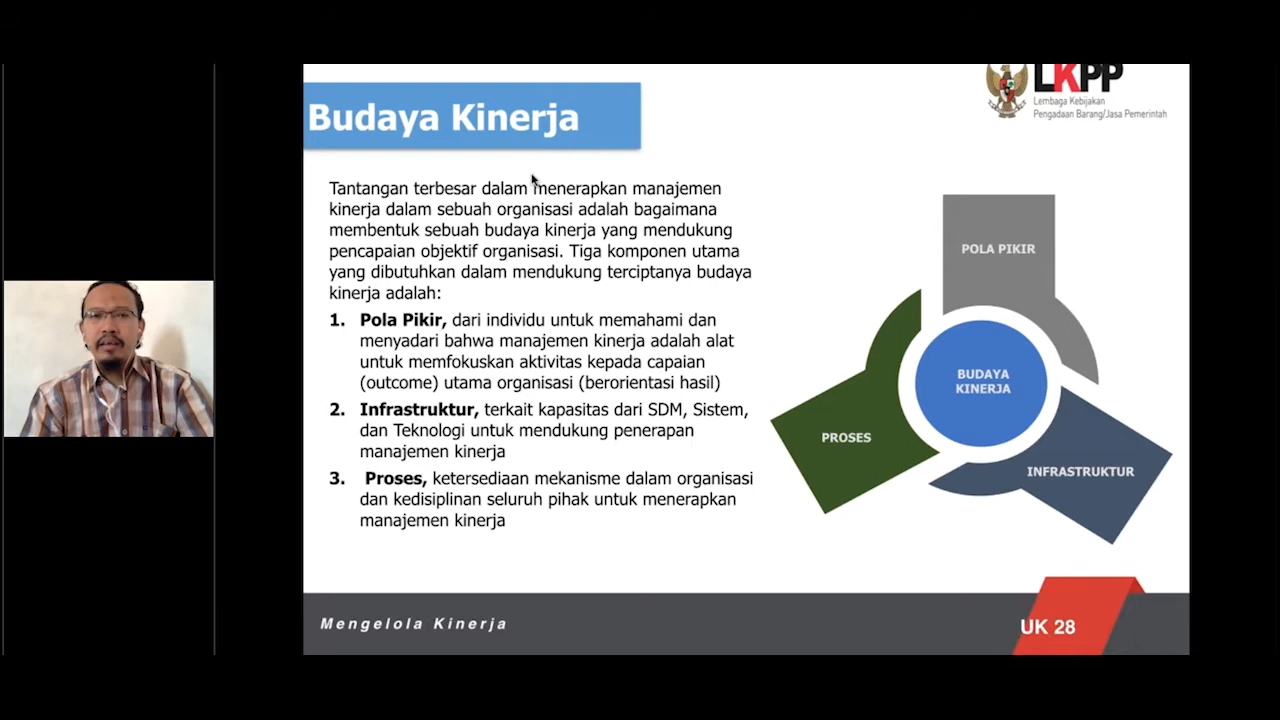 LKPP
Lembaga Kebijakan
Pengadaan Barang/Jasa Pemerintah
Budaya Kinerja
Tantangan terbesar dalam menerapkan manajemen
kinerja dalam sebuah organisasi adalah bagaimana
membentuk sebuah budaya kinerja yang mendukung
pencapaian objektif organisasi. Tiga komponen utama
yang dibutuhkan dalam mendukung terciptanya budaya
kinerja adalah:
1. Pola Pikir, dari individu untuk memahami dan
menyadari bahwa manajemen kinerja adalah alat
untuk memfokuskan aktivitas kepada capaian
(outcome) utama organisasi (berorientasi hasil)
2. Infrastruktur, terkait kapasitas dari SDM, Sistem,
dan Teknologi untuk mendukung penerapan
manajemen kinerja
3. Proses, ketersediaan mekanisme dalam organisasi
dan kedisiplinan seluruh pihak untuk menerapkan
manajemen kinerja
POLA PIKIR
BUDAYA
KINERJA
PROSES
INFRASTRUKTUR
Mengelola Kinerja
UK 28